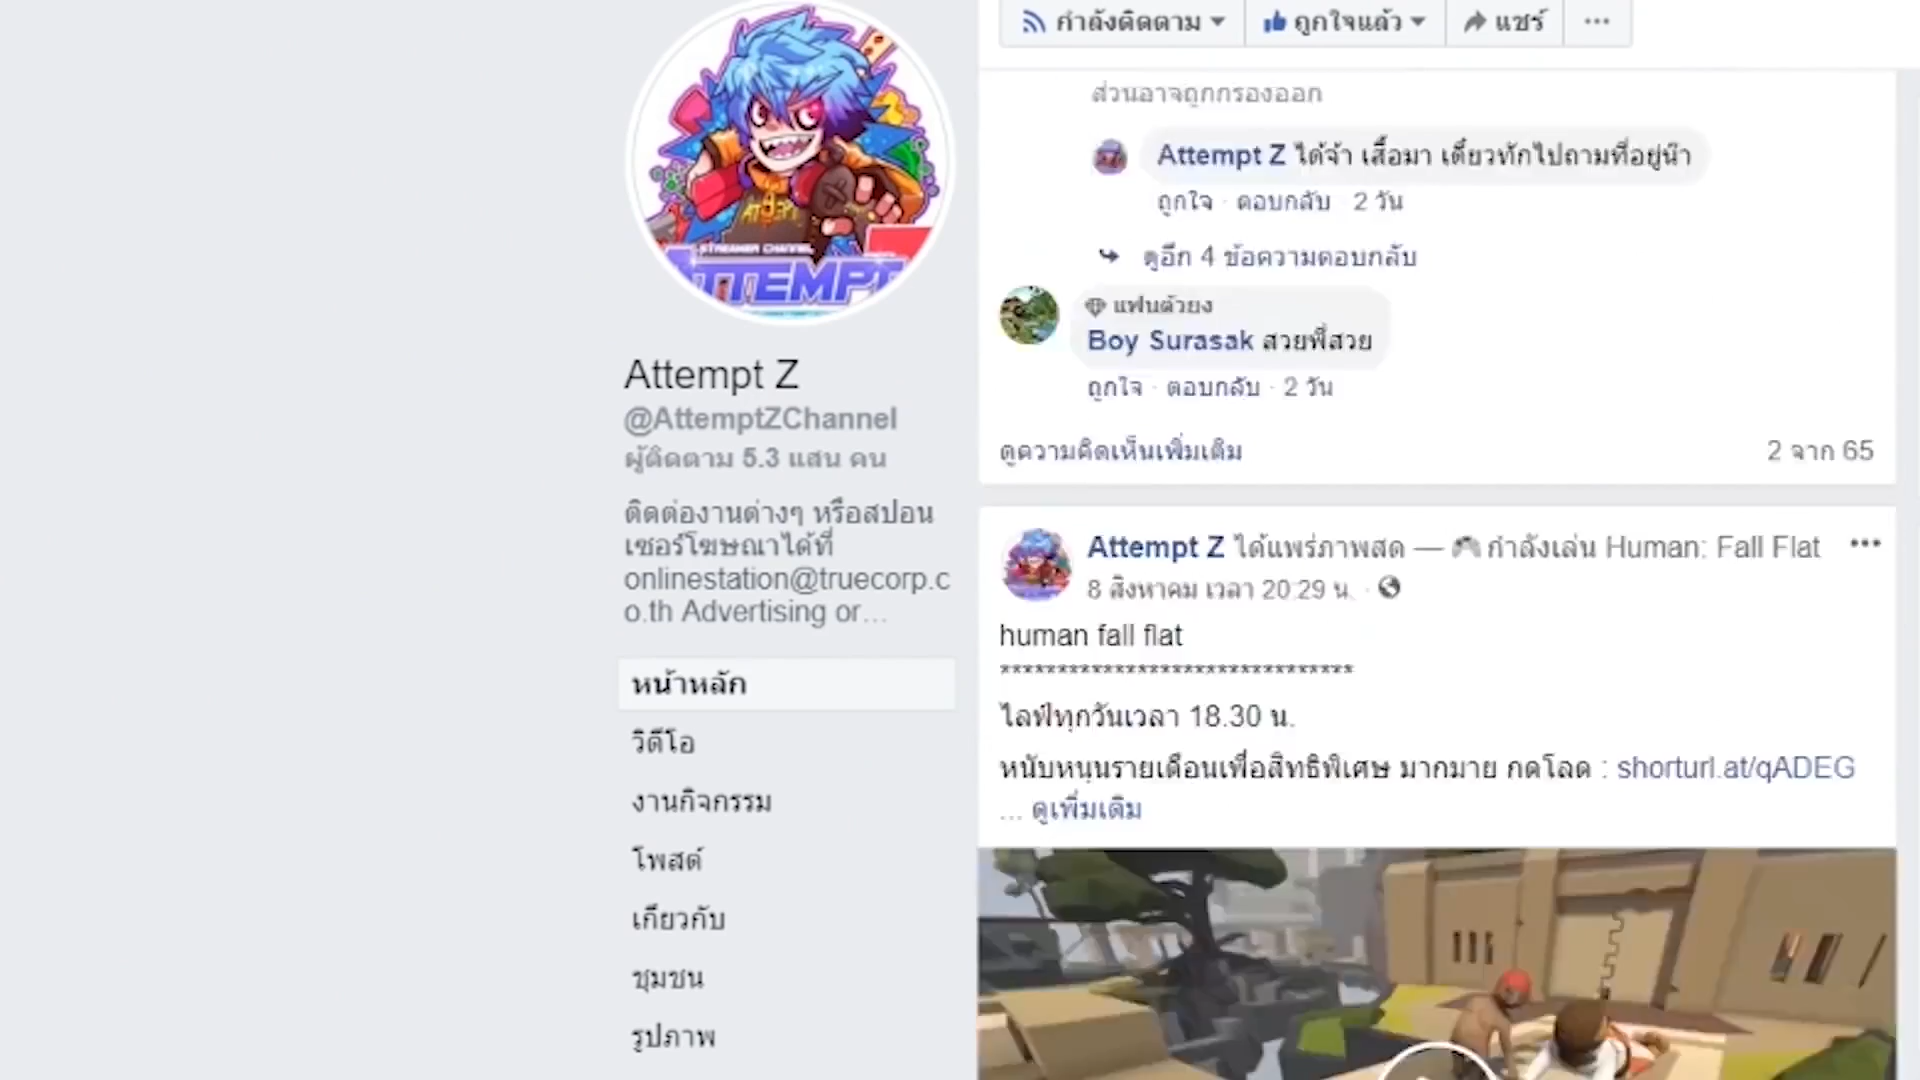 กำลังติดตาม
ถูกใจแล้ว
แชร์
ส่วนอาจถูกกรองออก
Attempt Z ได้จ้า เสื้อมา เดี๋ยวทักไปถามที่อยู่น๊า
ถูกใจ · ตอบกลับ · 2 วัน
ดูอีก 4 ข้อความตอบกลับ
แฟนตัวยง
Boy Surasak สวยพี่สวย
ถูกใจ · ตอบกลับ · 2 วัน
ดูความคิดเห็นเพิ่มเติม
2 จาก 65
STREAMER CHANNEL
ATTEMPT
Attempt Z
@AttemptZChannel
ผู้ติดตาม 5.3 แสน คน
ติดต่องานต่างๆ หรือสปอน
เซอร์โฆษณาได้ที่
onlinestation@truecorp.c
o.th Advertising or...
หน้าหลัก
วิดีโอ
งานกิจกรรม
โพสต์
เกี่ยวกับ
ชุมชน
รูปภาพ
Attempt Z ได้แพร่ภาพสด — กำลังเล่น Human: Fall Flat
8 สิงหาคม เวลา 20:29 น. ·
human fall flat
*******************************
ไลฟ์ทุกวันเวลา 18.30 น.
หนับหนุนรายเดือนเพื่อสิทธิพิเศษ มากมาย กดโลด : shorturl.at/qADEG
... ดูเพิ่มเติม